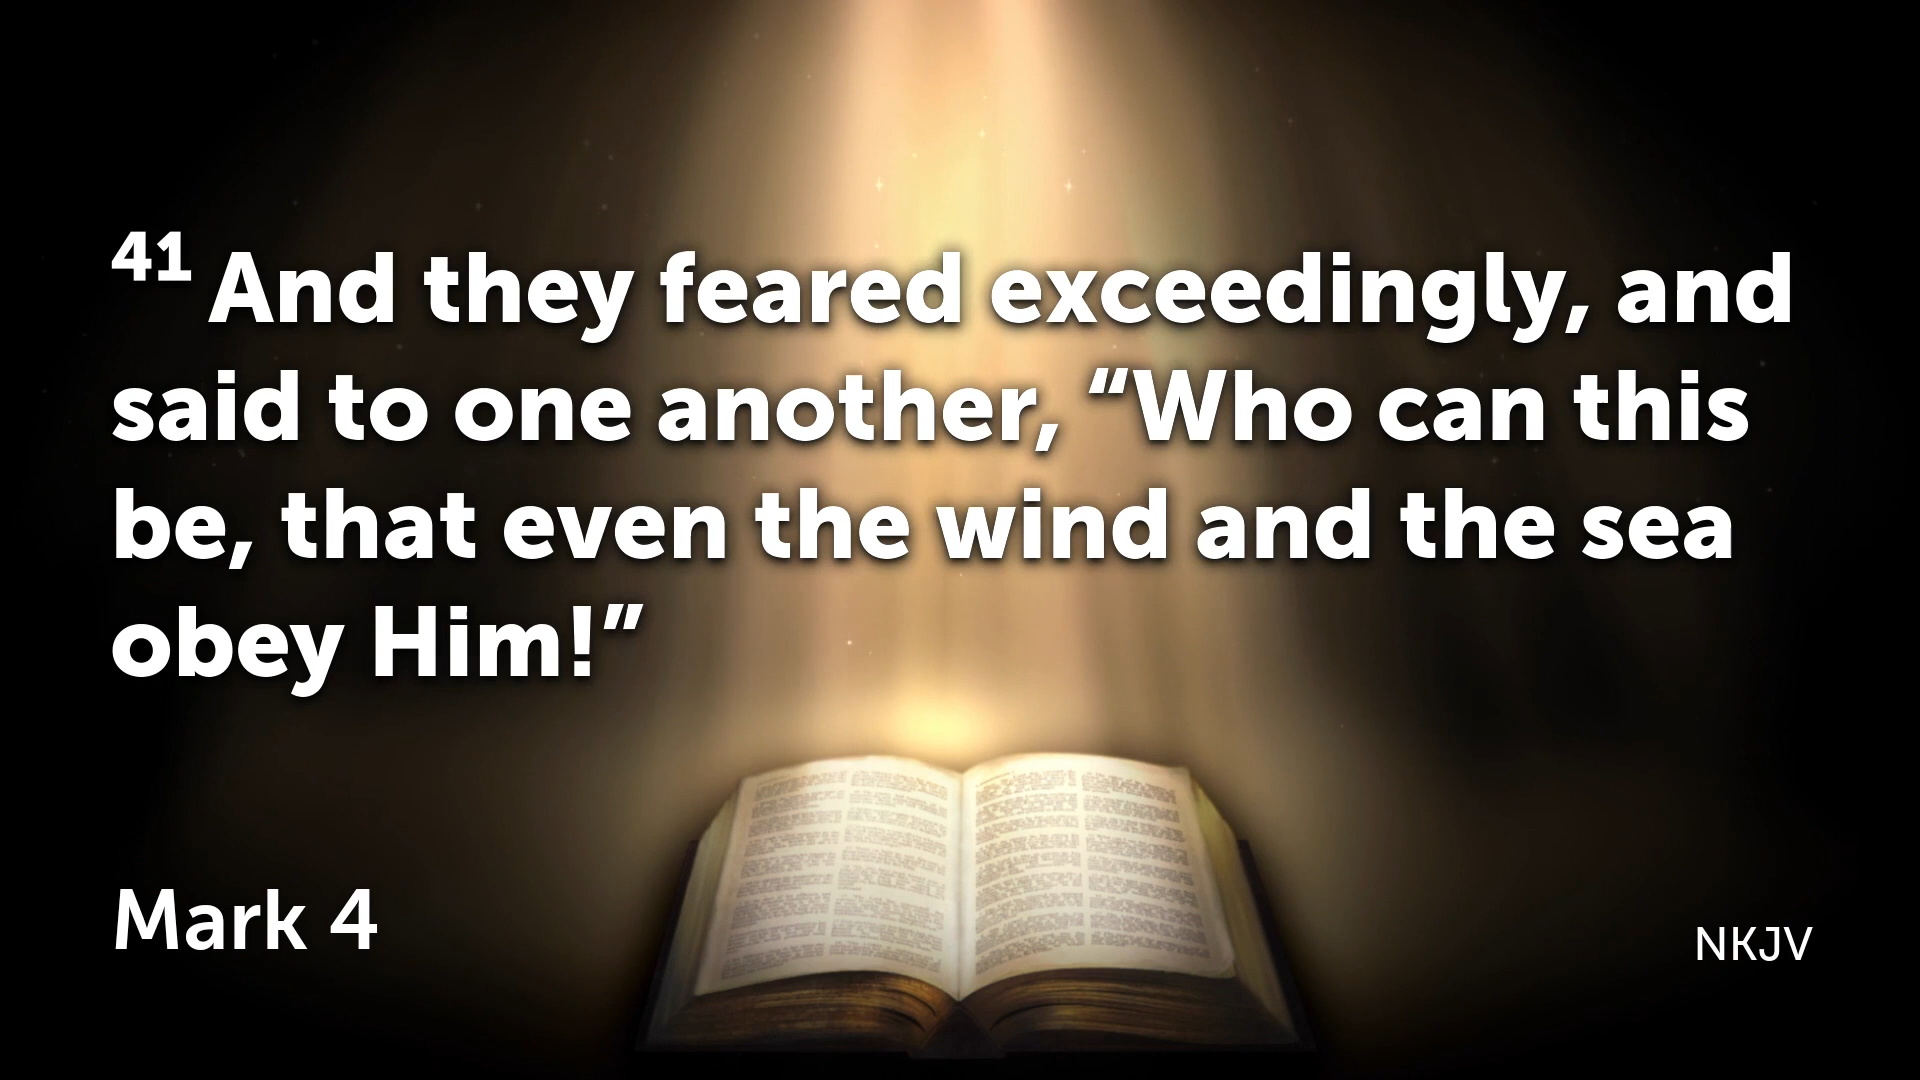 41 And they feared exceedingly, and
said to one another, “Who can this
be, that even the wind and the sea
obey Him!”
Mark 4
NKJV